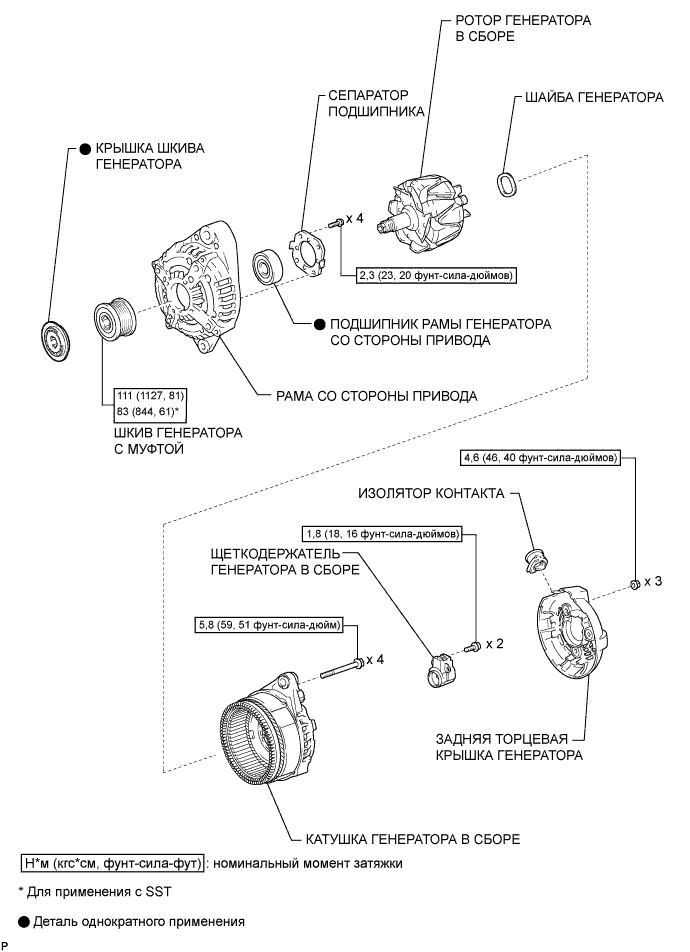 РОТОР ГЕНЕРАТОРА
В СБОРЕ
СЕПАРАТОР
ПОДШИПНИКА
ШАЙБА ГЕНЕРАТОРА
● КРЫШКА ШКИВА
ГЕНЕРАТОРА
x 4
2,3 (23, 20 фунт-сила-дюймов)
● ПОДШИПНИК РАМЫ ГЕНЕРАТОРА
СО СТОРОНЫ ПРИВОДА
РАМА СО СТОРОНЫ ПРИВОДА
111 (1127, 81)
83 (844, 61)*
ШКИВ ГЕНЕРАТОРА
С МУФТОЙ
4,6 (46, 40 фунт-сила-дюймов)
ИЗОЛЯТОР КОНТАКТА
1,8 (18, 16 фунт-сила-дюймов)
ЩЕТКОДЕРЖАТЕЛЬ
ГЕНЕРАТОРА В СБОРЕ
x 3
5,8 (59, 51 фунт-сила-дюйм)
x 2
x 4
ЗАДНЯЯ ТОРЦЕВАЯ
КРЫШКА ГЕНЕРАТОРА
КАТУШКА ГЕНЕРАТОРА В СБОРЕ
Н*м (кгс*см, фунт-сила-фут) : номинальный момент затяжки
* Для применения с SST
● Деталь однократного применения
P